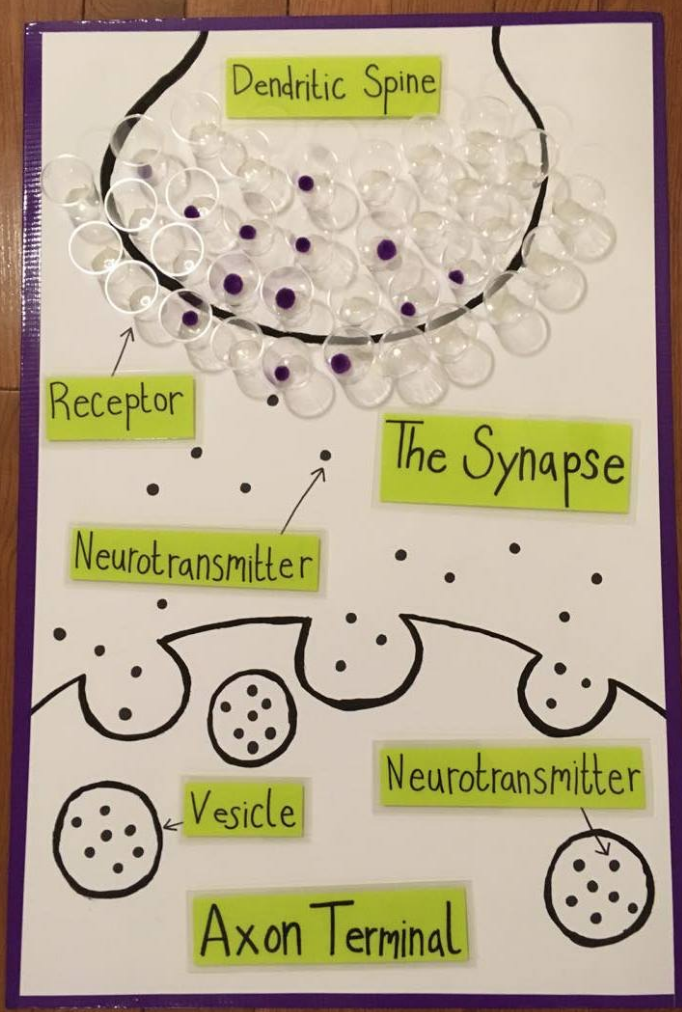 Dendritic Spine
Receptor
The Synapse
Neurotransmitter
Neurotransmitter
Vesicle
Axon Terminal